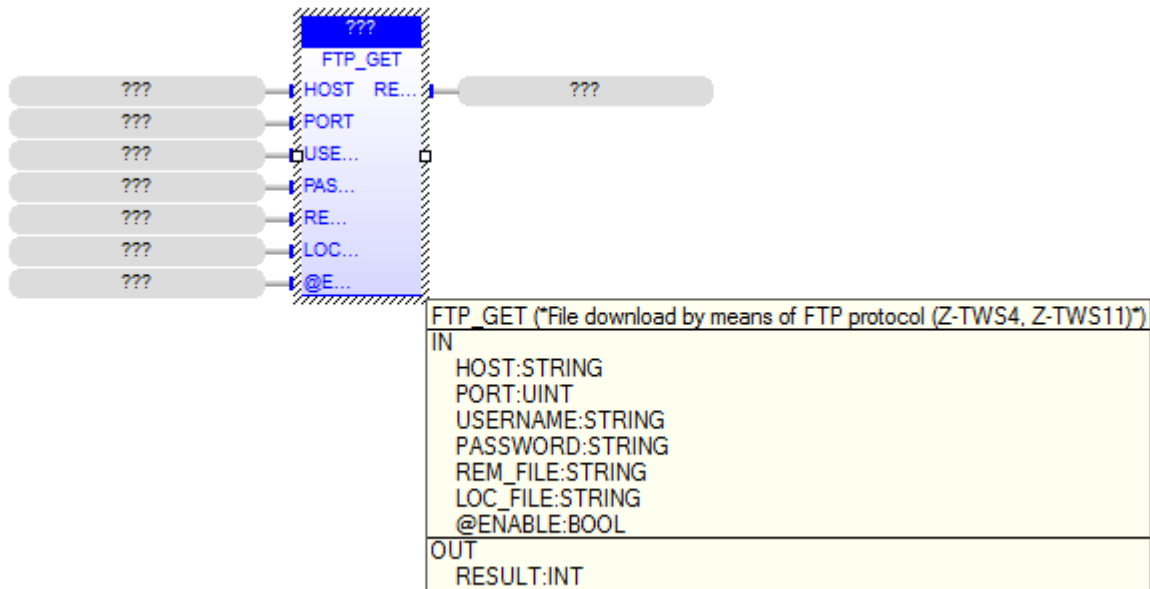 ???
FTP_GET
??? HOST RE... ???
??? PORT
??? USE...
??? PAS...
??? RE...
??? LOC...
??? @E...
FTP_GET (*File download by means of FTP protocol (Z-TWS4, Z-TWS11)*)
IN
HOST:STRING
PORT:UINT
USERNAME:STRING
PASSWORD:STRING
REM_FILE:STRING
LOC_FILE:STRING
@ENABLE:BOOL
OUT
RESULT:INT